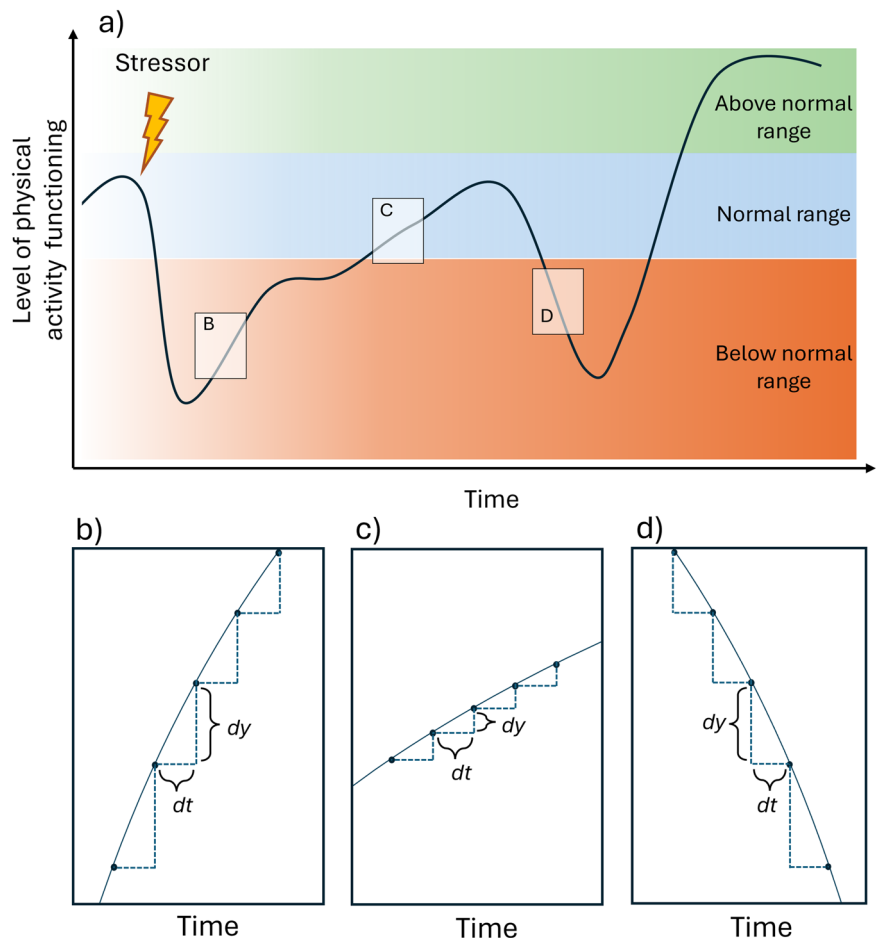 a)
Stressor
Level of physical
activity functioning
Above normal
range
Normal range
Below normal
range
C
B
D
Time
b)
c)
d)
dy
dt
dy
dt
dy
dt
Time
Time
Time